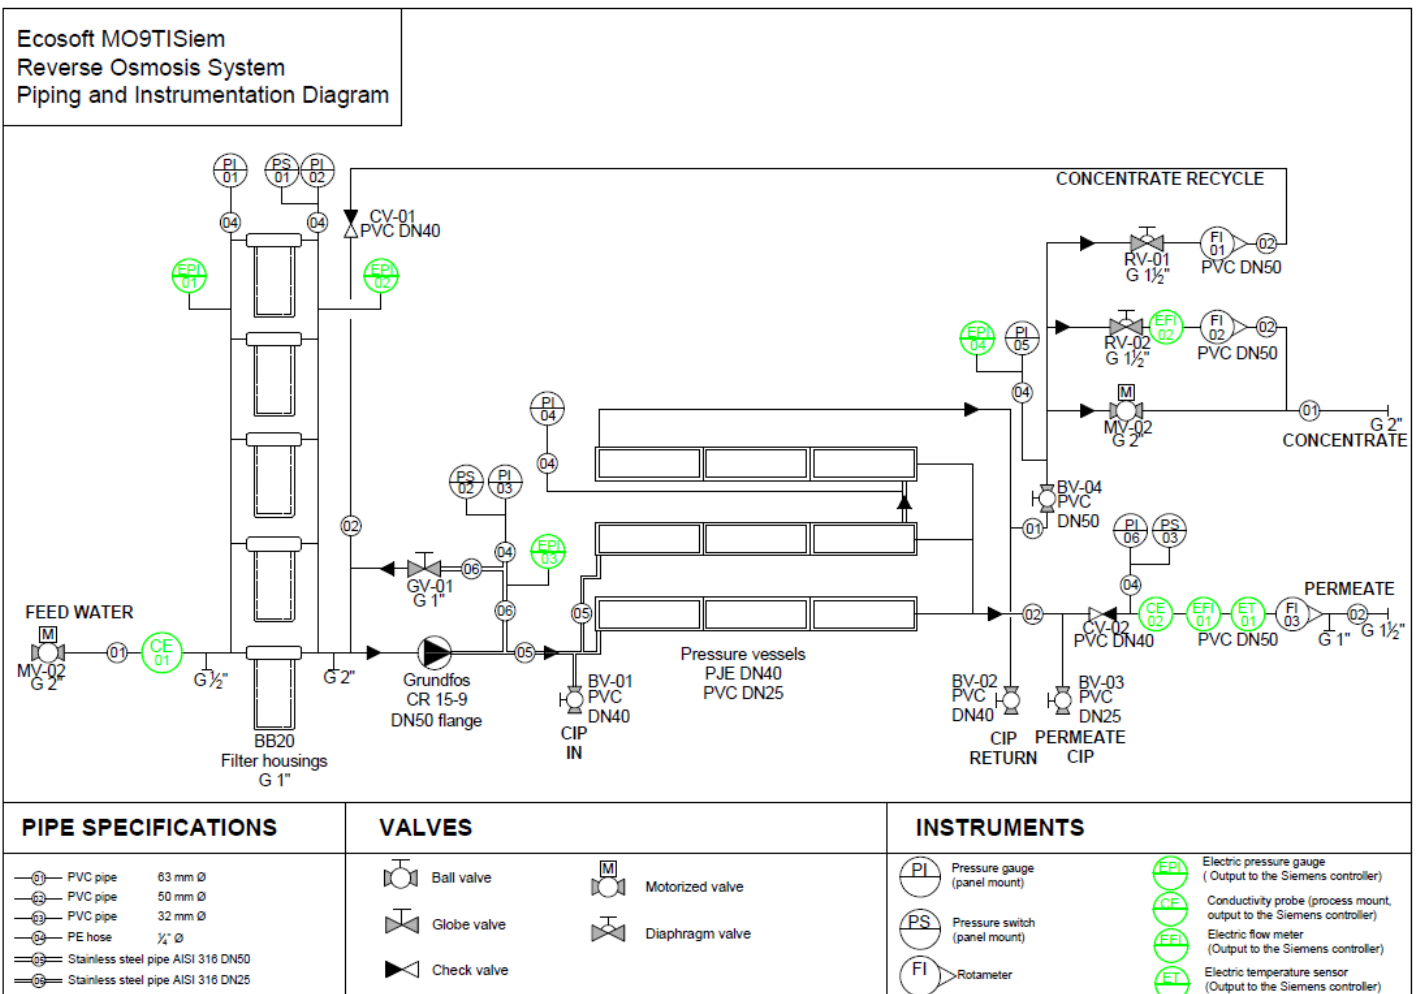 Ecosoft MO9TISiem
Reverse Osmosis System
Piping and Instrumentation Diagram
PI
01
PS
01
PI
02
04
04
CV-01
PVC DN40
EPI
01
EPI
02
CONCENTRATE RECYCLE
RV-01
G 1½"
FI
01
02
PVC DN50
RV-02
G 1½"
EFI
02
FI
02
02
PVC DN50
EPI
04
PI
05
04
M
MV-02
G 2"
01
G 2"
CONCENTRATE
PI
04
04
PS
02
PI
03
04
EPI
03
02
GV-01
G 1"
06
06
05
BV-04
PVC
DN50
01
PI
06
PS
03
04
FEED WATER
M
MV-02
G 2"
01
CE
01
G½"
G 2"
Grundfos
CR 15-9
DN50 flange
05
BV-01
PVC
DN40
CIP
IN
Pressure vessels
PJE DN40
PVC DN25
02
CV-02
PVC DN40
CE
02
EFI
01
ET
01
PVC DN50
FI
03
PERMEATE
02
G 1"
G 1½"
BV-02
PVC
DN40
CIP
RETURN
BV-03
PVC
DN25
PERMEATE
CIP
BB20
Filter housings
G 1"
PIPE SPECIFICATIONS
01 PVC pipe 63 mm Ø
02 PVC pipe 50 mm Ø
03 PVC pipe 32 mm Ø
04 PE hose ¼" Ø
05 Stainless steel pipe AISI 316 DN50
06 Stainless steel pipe AISI 316 DN25
VALVES
Ball valve
Globe valve
Check valve
M
Motorized valve
Diaphragm valve
INSTRUMENTS
PI
Pressure gauge
(panel mount)
PS
Pressure switch
(panel mount)
FI
Rotameter
EPI
Electric pressure gauge
( Output to the Siemens controller)
CE
Conductivity probe (process mount,
output to the Siemens controller)
EFI
Electric flow meter
(Output to the Siemens controller)
ET
Electric temperature sensor
(Output to the Siemens controller)